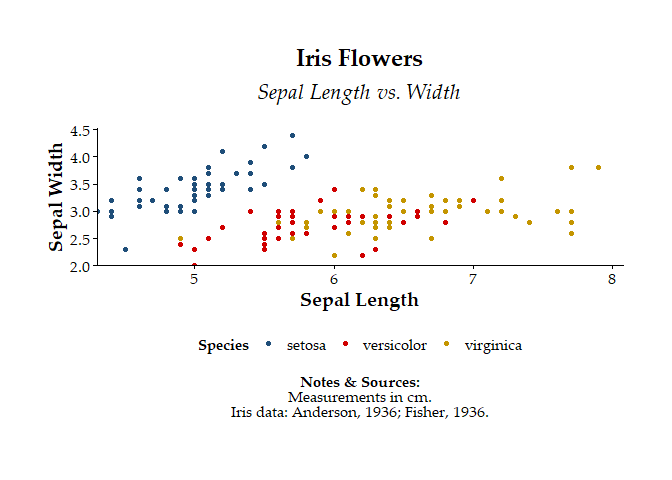 Iris Flowers
Sepal Length vs. Width
4.5
4.0
3.5
3.0
2.5
2.0
Sepal Width
5 6 7 8
Sepal Length
Species setosa versicolor virginica
Notes & Sources:
Measurements in cm.
Iris data: Anderson, 1936; Fisher, 1936.